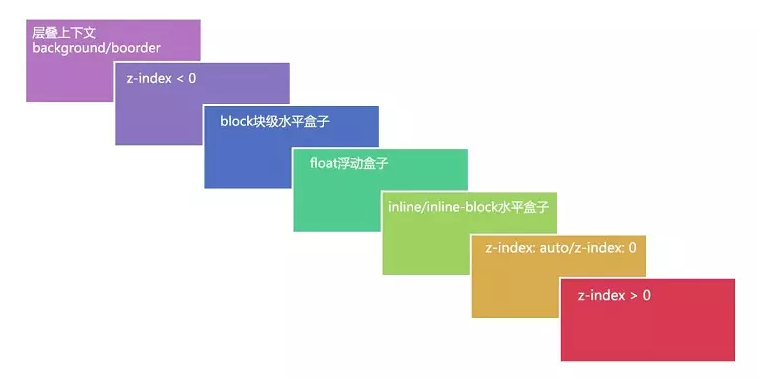 层叠上下文
background/boorder
z-index < 0
block块级水平盒子
float浮动盒子
inline/inline-block水平盒子
z-index: auto/z-index: 0
z-index > 0